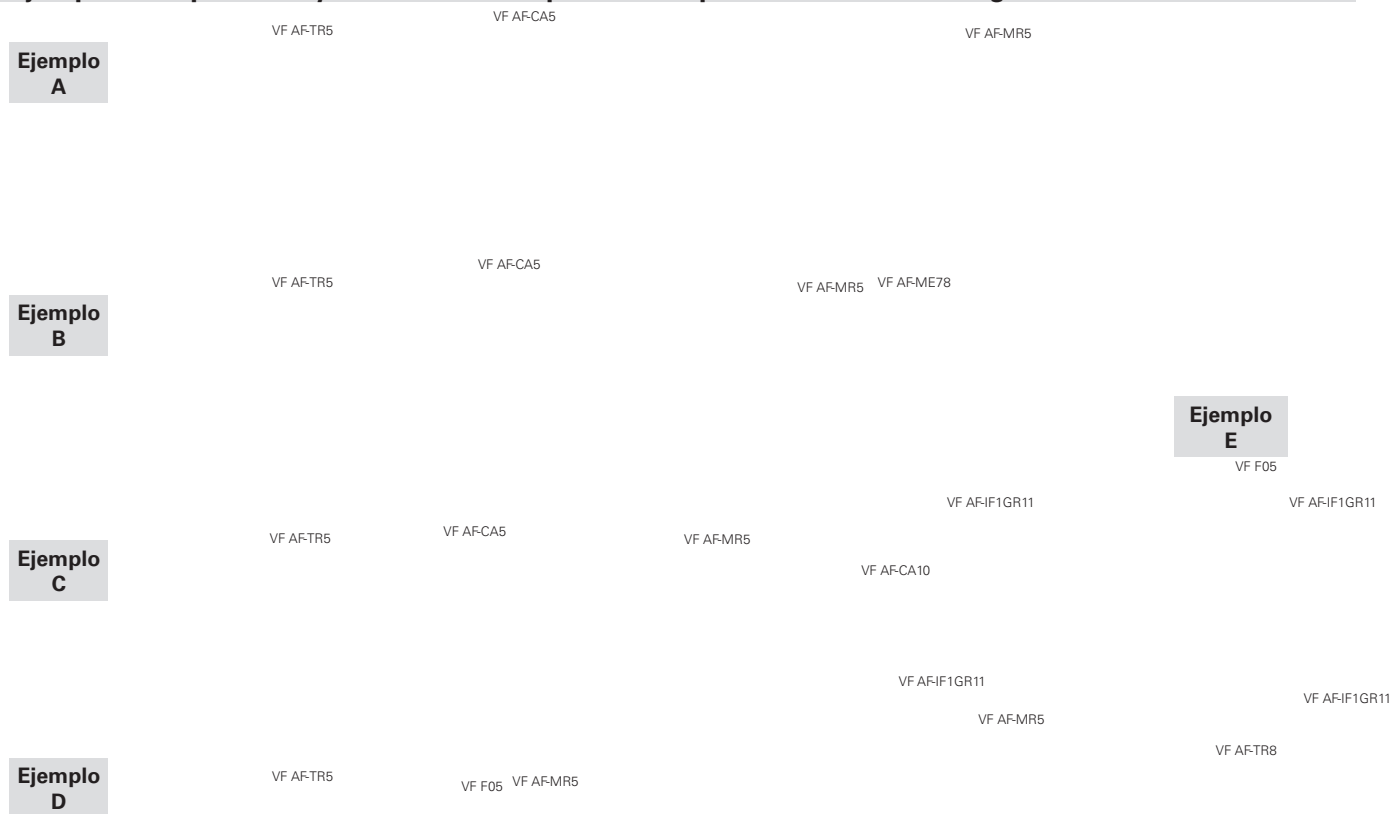 VF AF-TR5
VF AF-CA5
VF AF-MR5
Ejemplo
A
VF AF-TR5
VF AF-CA5
VF AF-MR5
VF AF-ME78
Ejemplo
B
Ejemplo
E
VF F05
VF AF-IF1GR11
VF AF-IF1GR11
VF AF-TR5
VF AF-CA5
VF AF-MR5
Ejemplo
C
VF AF-CA10
VF AF-IF1GR11
VF AF-IF1GR11
VF AF-MR5
VF AF-TR8
Ejemplo
D
VF AF-TR5
VF F05
VF AF-MR5